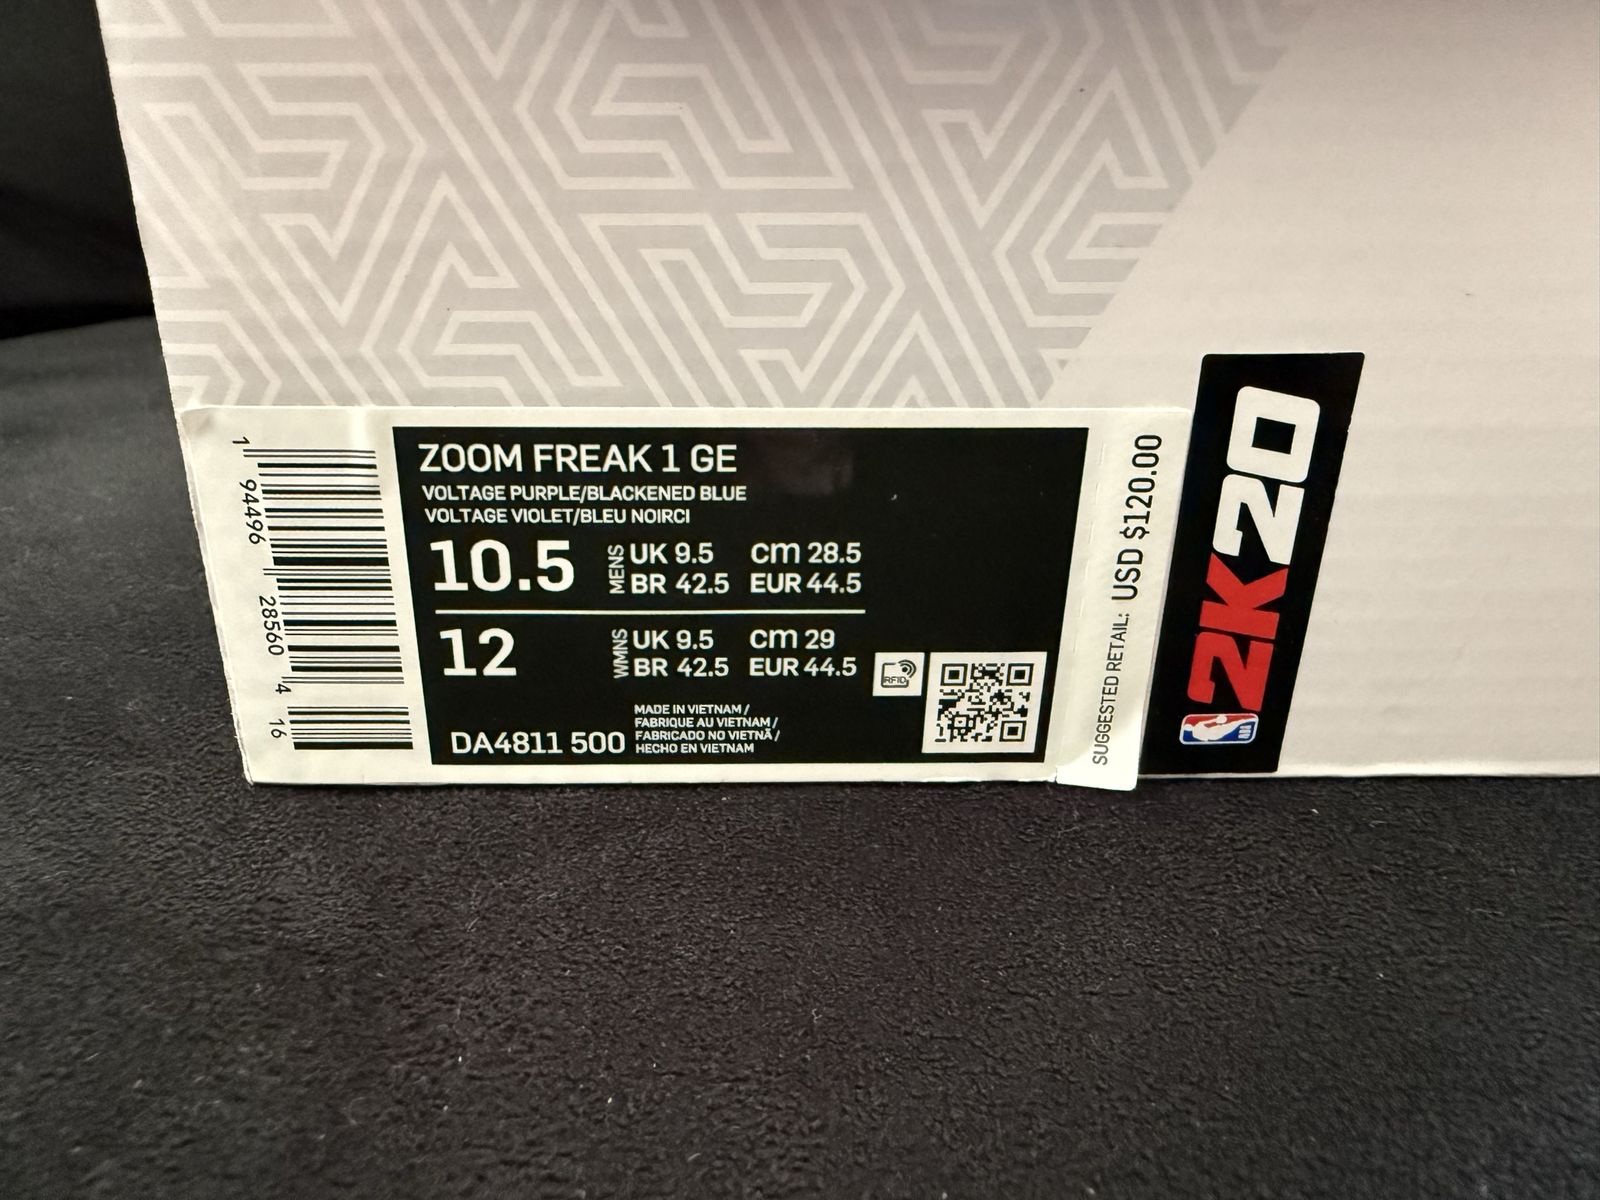 ZOOM FREAK 1 GE
VOLTAGE PURPLE/BLACKENED BLUE
VOLTAGE VIOLET/BLEU NOIRCI
10.5 MENS UK 9.5 cm 28.5
BR 42.5 EUR 44.5
12 WMNS UK 9.5 cm 29
BR 42.5 EUR 44.5
RFID
DA4811 500
MADE IN VIETNAM /
FABRIQUE AU VIETNAM /
FABRICADO NO VIETNÃ /
HECHO EN VIETNAM
1 94496 28560 4 16
SUGGESTED RETAIL: USD $120.00
2K20